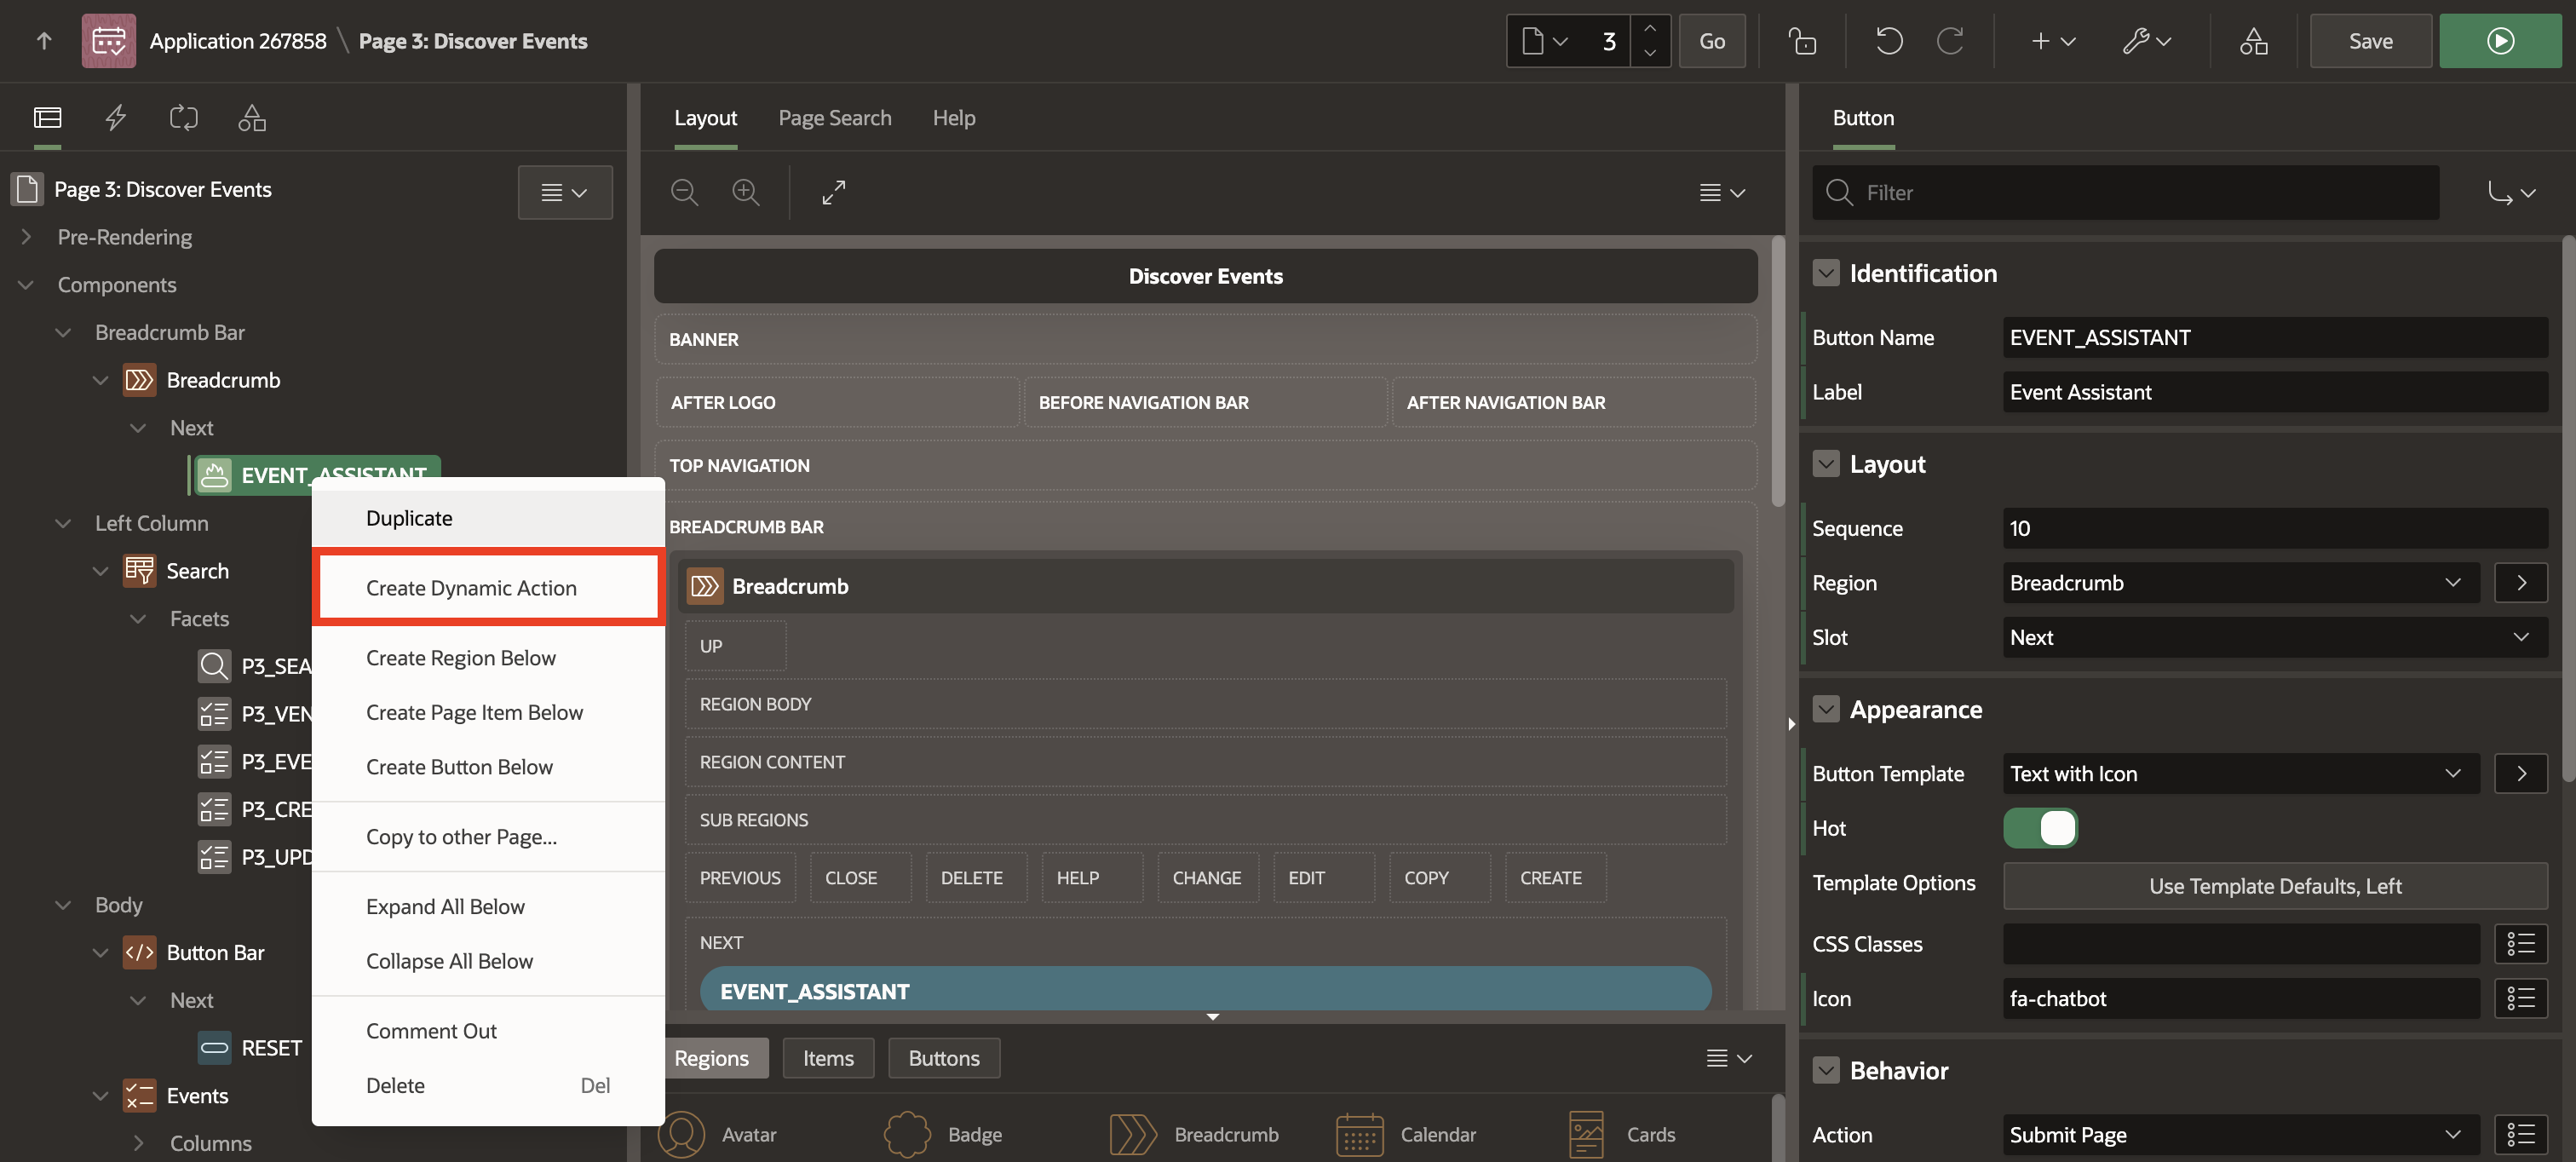 Application 267858 \ Page 3: Discover Events
3
Go
Save
Layout
Page Search
Help
Button
Page 3: Discover Events
Filter
Pre-Rendering
Components
Breadcrumb Bar
Breadcrumb
Next
EVENT_ASSISTANT
Left Column
Search
Facets
P3_SEA
P3_VEN
P3_EVE
P3_CRE
P3_UPD
Body
Button Bar
Next
RESET
Events
Columns
Duplicate
Create Dynamic Action
Create Region Below
Create Page Item Below
Create Button Below
Copy to other Page...
Expand All Below
Collapse All Below
Comment Out
Delete Del
Discover Events
BANNER
AFTER LOGO
BEFORE NAVIGATION BAR
AFTER NAVIGATION BAR
TOP NAVIGATION
BREADCRUMB BAR
Breadcrumb
UP
REGION BODY
REGION CONTENT
SUB REGIONS
PREVIOUS
CLOSE
DELETE
HELP
CHANGE
EDIT
COPY
CREATE
NEXT
EVENT_ASSISTANT
Regions
Items
Buttons
Avatar
Badge
Breadcrumb
Calendar
Cards
Identification
Button Name EVENT_ASSISTANT
Label Event Assistant
Layout
Sequence 10
Region Breadcrumb
Slot Next
Appearance
Button Template Text with Icon
Hot
Template Options Use Template Defaults, Left
CSS Classes
Icon fa-chatbot
Behavior
Action Submit Page